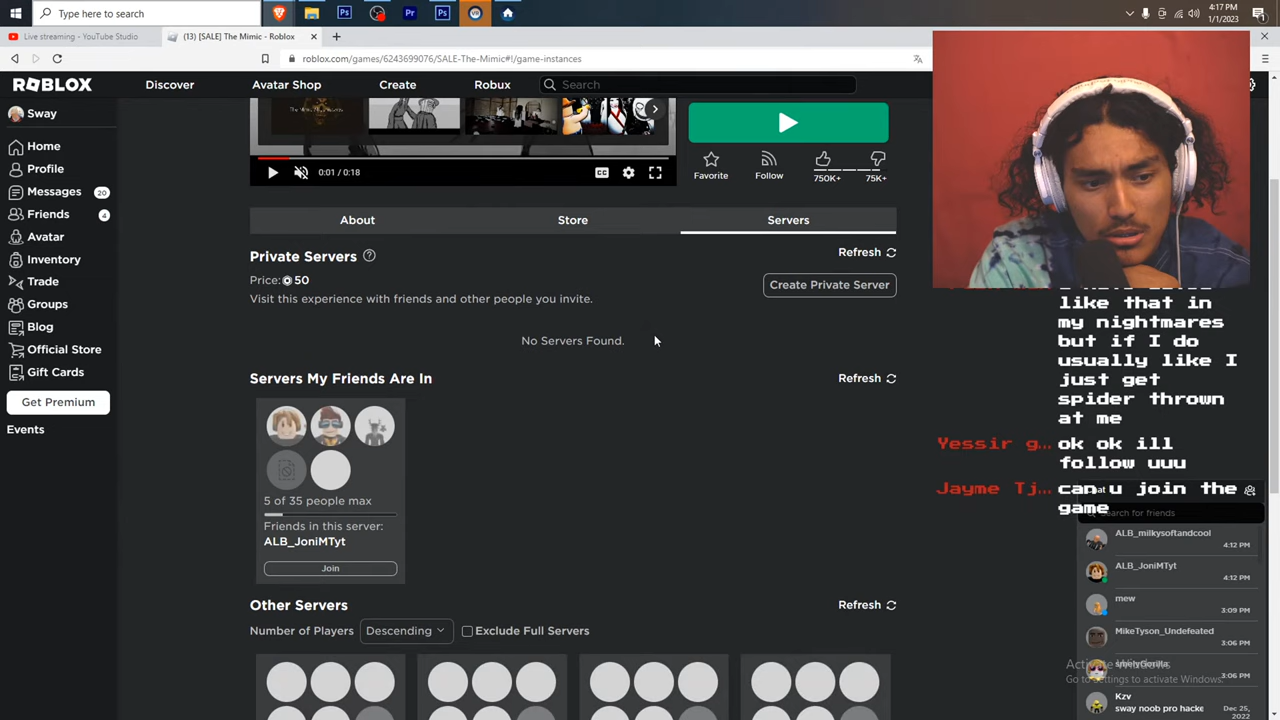 Type here to search
4:17 PM
1/1/2023
Live streaming - YouTube Studio
(13) [SALE] The Mimic - Roblox
roblox.com/games/6243699076/SALE-The-Mimic#!/game-instances
ROBLOX
Discover
Avatar Shop
Create
Robux
Search
Sway
Home
Profile
Messages
20
Friends
4
Avatar
Inventory
Trade
Groups
Blog
Official Store
Gift Cards
Get Premium
Events
0:01 / 0:18
CC
Favorite
Follow
750K+
75K+
About
Store
Servers
Private Servers
Refresh
Price: 50
Create Private Server
Visit this experience with friends and other people you invite.
No Servers Found.
Servers My Friends Are In
Refresh
5 of 35 people max
Friends in this server:
ALB_JoniMTyt
Join
Other Servers
Refresh
Number of Players
Descending
Exclude Full Servers
like that in
my nightmares
but if I do
usually like I
just get
spider thrown
at me
Yessir g... ok ok ill
follow uuu
Jayme Tj... can u join the
game
Search for friends
ALB_milkysoftandcool
4:12 PM
ALB_JoniMTyt
4:12 PM
mew
3:09 PM
MikeTyson_Undefeated
3:06 PM
3:06 PM
Activate Windows
Go to Settings to activate Windows.
Kzv
sway noob pro hacke
Dec 25,
2022